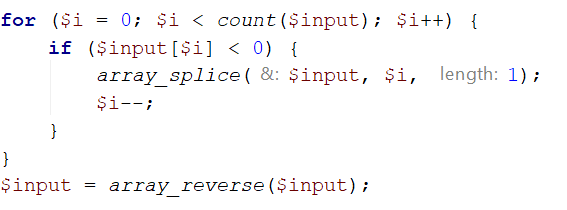 for ($i = 0; $i < count($input); $i++) {
    if ($input[$i] < 0) {
        array_splice( &: $input, $i,  length: 1);
        $i--;
    }
}
$input = array_reverse($input);